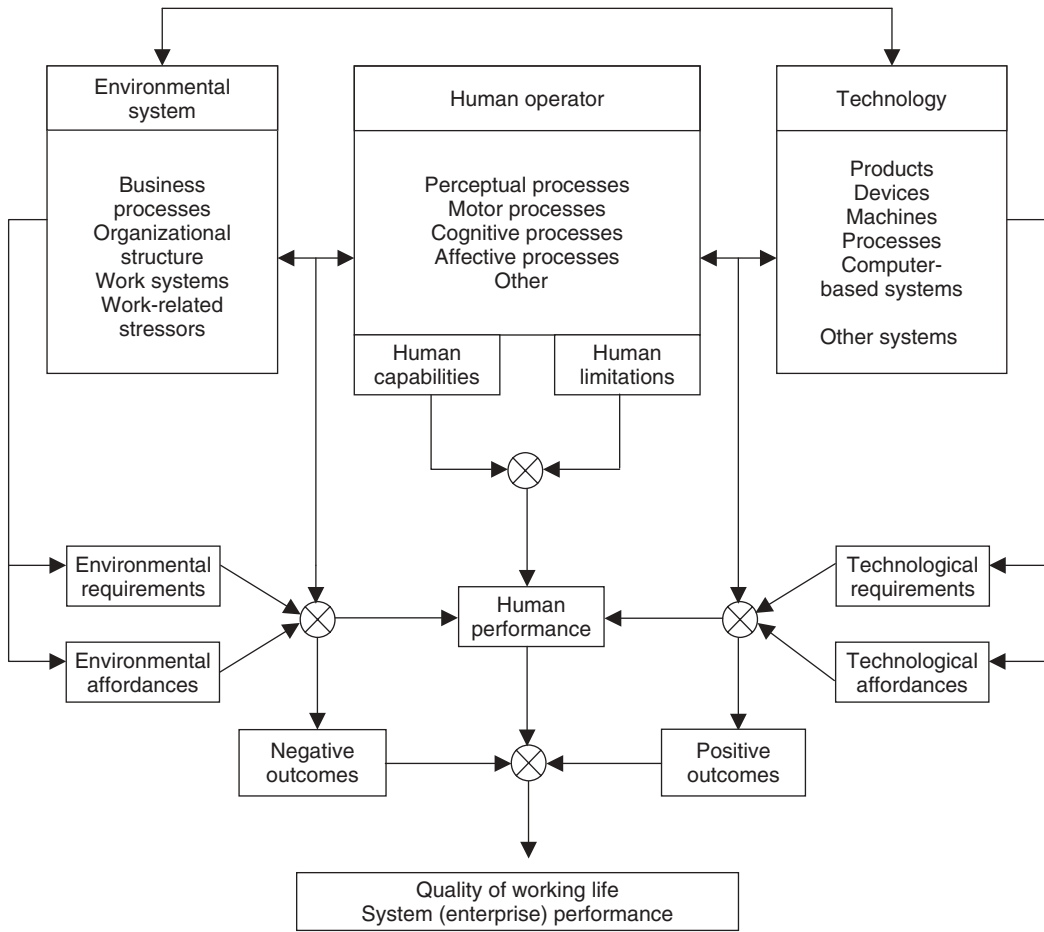 Environmental
system
Human operator
Technology
Business
processes
Organizational
structure
Work systems
Work-related
stressors
Perceptual processes
Motor processes
Cognitive processes
Affective processes
Other
Products
Devices
Machines
Processes
Computer-
based systems
Other systems
Human
capabilities
Human
limitations
Environmental
requirements
Environmental
affordances
Human
performance
Technological
requirements
Technological
affordances
Negative
outcomes
Positive
outcomes
Quality of working life
System (enterprise) performance